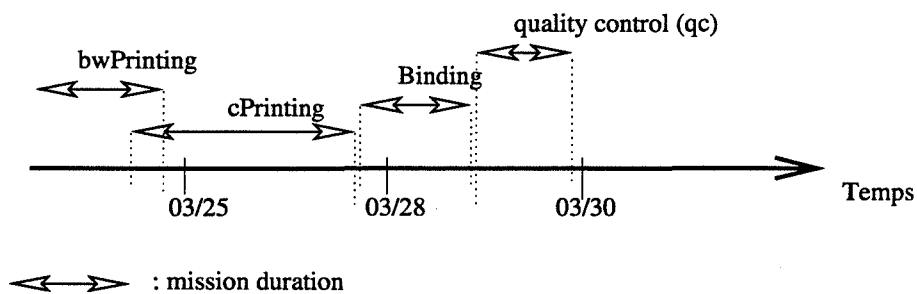 quality control (qc)
bwPrinting
Binding
cPrinting
03/25
03/28
03/30
Temps
: mission duration